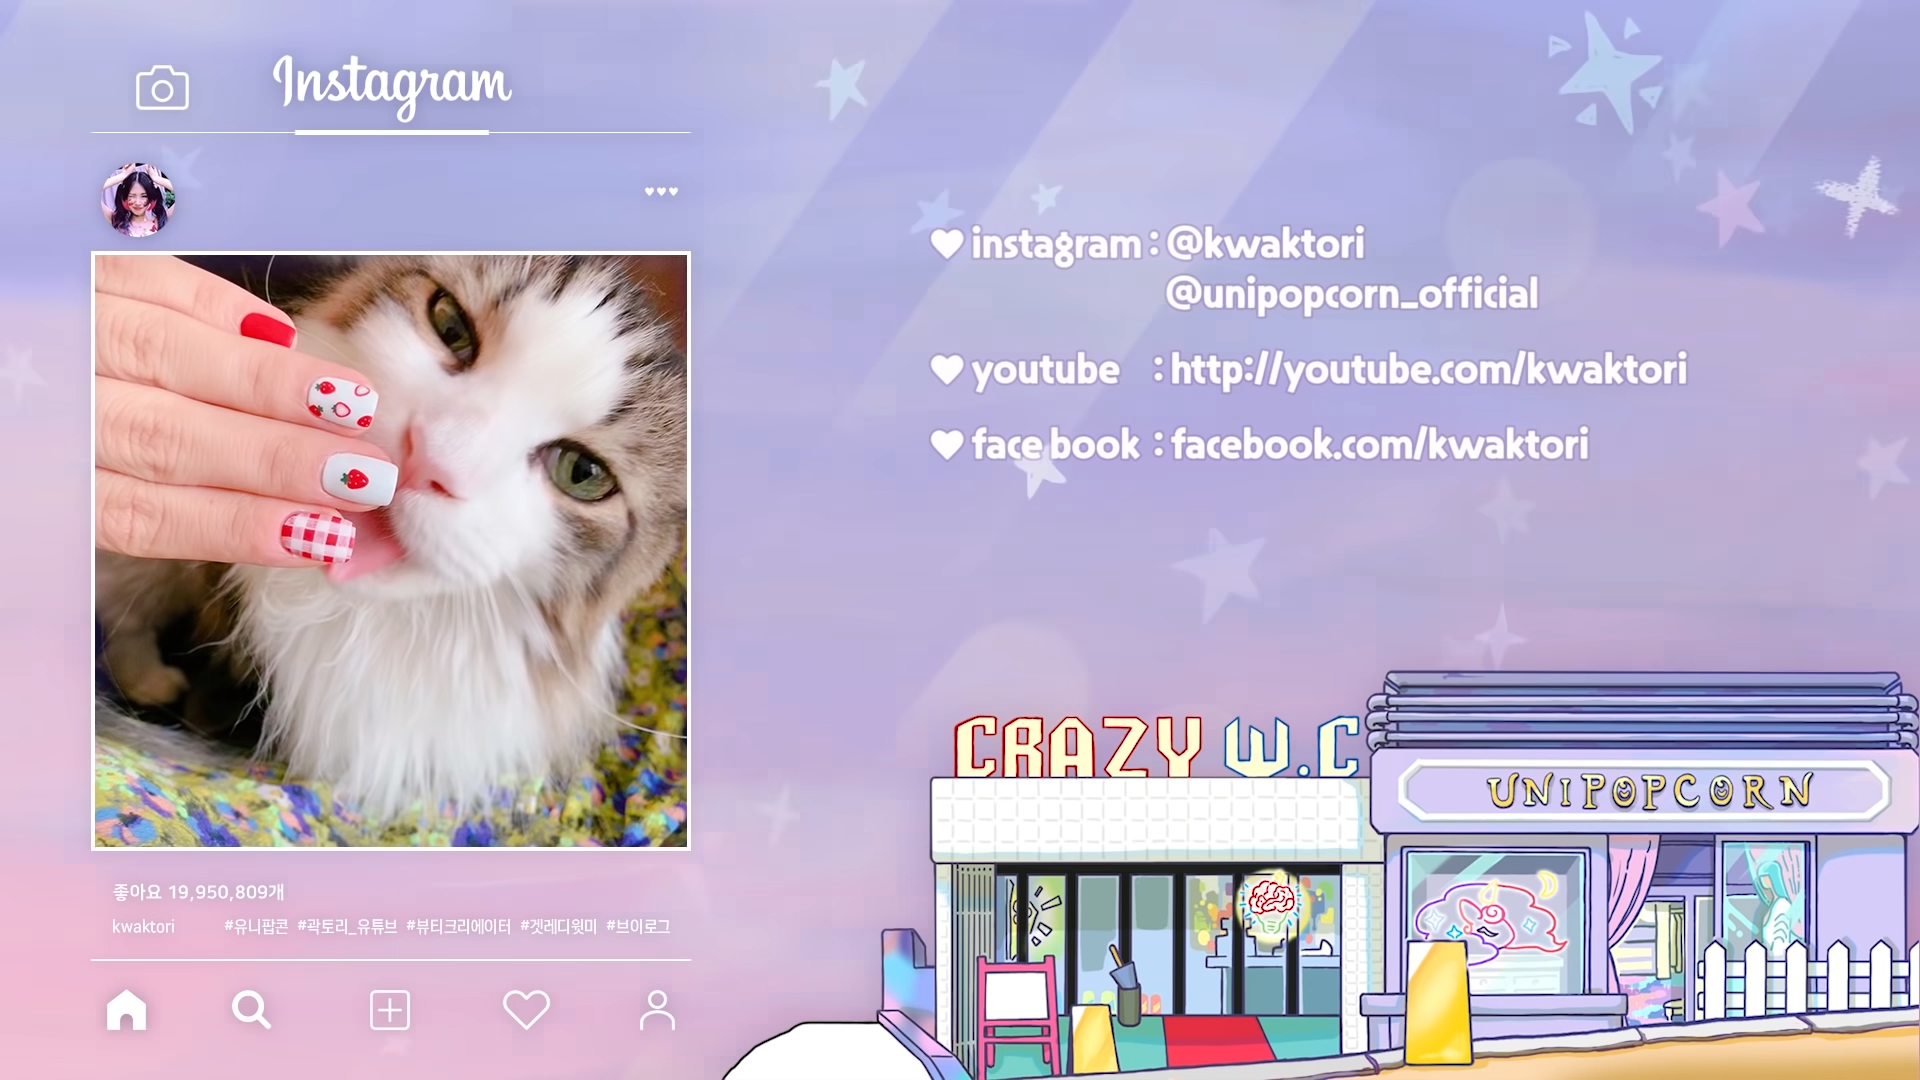 Instagram
좋아요 19,950,809개
kwaktori #유니팝콘 #곽토리_유튜브 #뷰티크리에이터 #겟레디윗미 #브이로그
instagram : @kwaktori
@unipopcorn_official
youtube : http://youtube.com/kwaktori
face book : facebook.com/kwaktori
CRAZY W.C
UNIPOPCORN